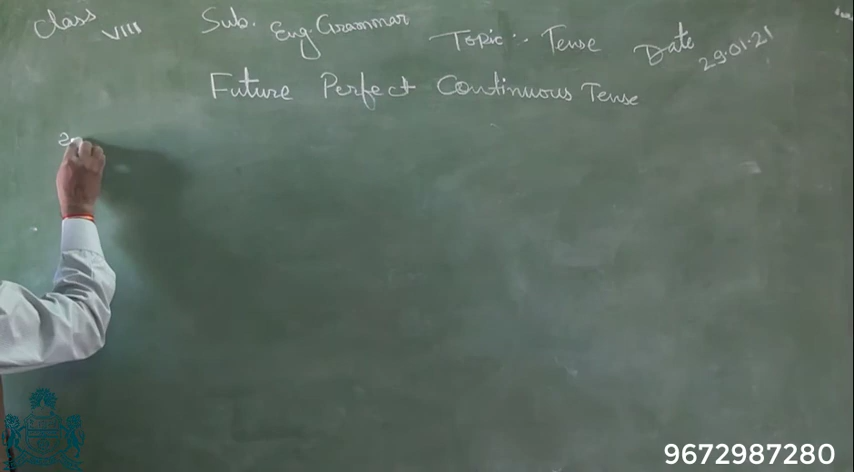 Class VIII Sub. Eng. Grammar Topic:- Tense Date 29.01.21
Future Perfect Continuous Tense
9672987280